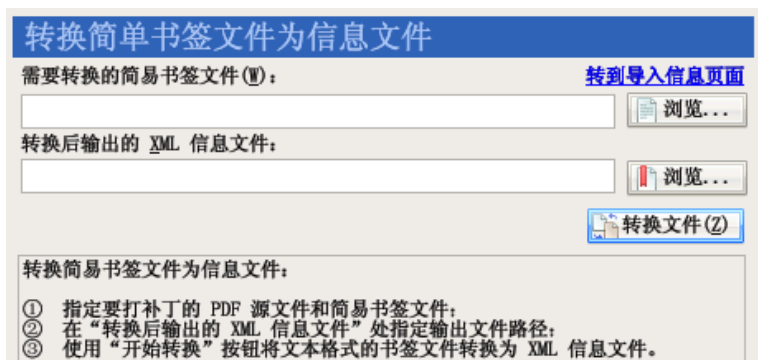 转换简单书签文件为信息文件
需要转换的简易书签文件(W)： 转到导入信息页面
浏览...
转换后输出的 XML 信息文件：
浏览...
转换文件(Z)
转换简易书签文件为信息文件：
① 指定要打补丁的 PDF 源文件和简易书签文件；
② 在“转换后输出的 XML 信息文件”处指定输出文件路径；
③ 使用“开始转换”按钮将文本格式的书签文件转换为 XML 信息文件。